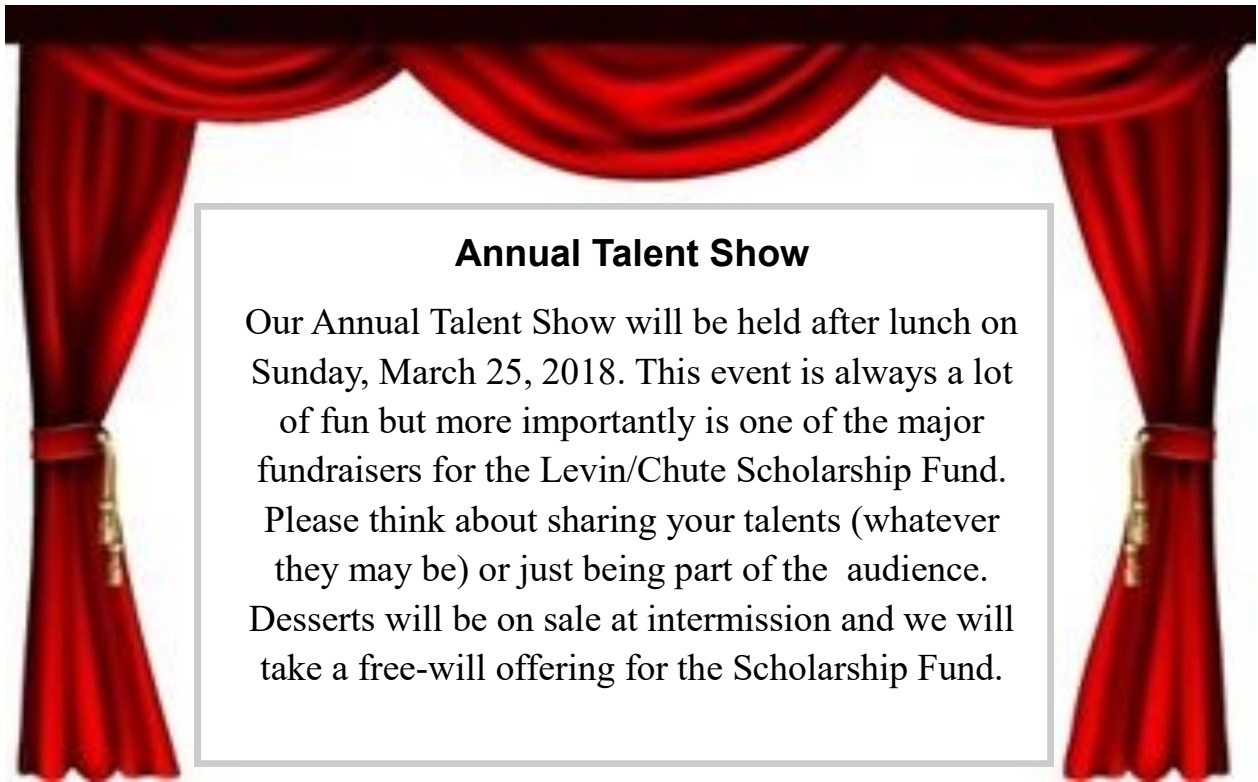 Annual Talent Show
Our Annual Talent Show will be held after lunch on
Sunday, March 25, 2018. This event is always a lot
of fun but more importantly is one of the major
fundraisers for the Levin/Chute Scholarship Fund.
Please think about sharing your talents (whatever
they may be) or just being part of the  audience.
Desserts will be on sale at intermission and we will
take a free-will offering for the Scholarship Fund.